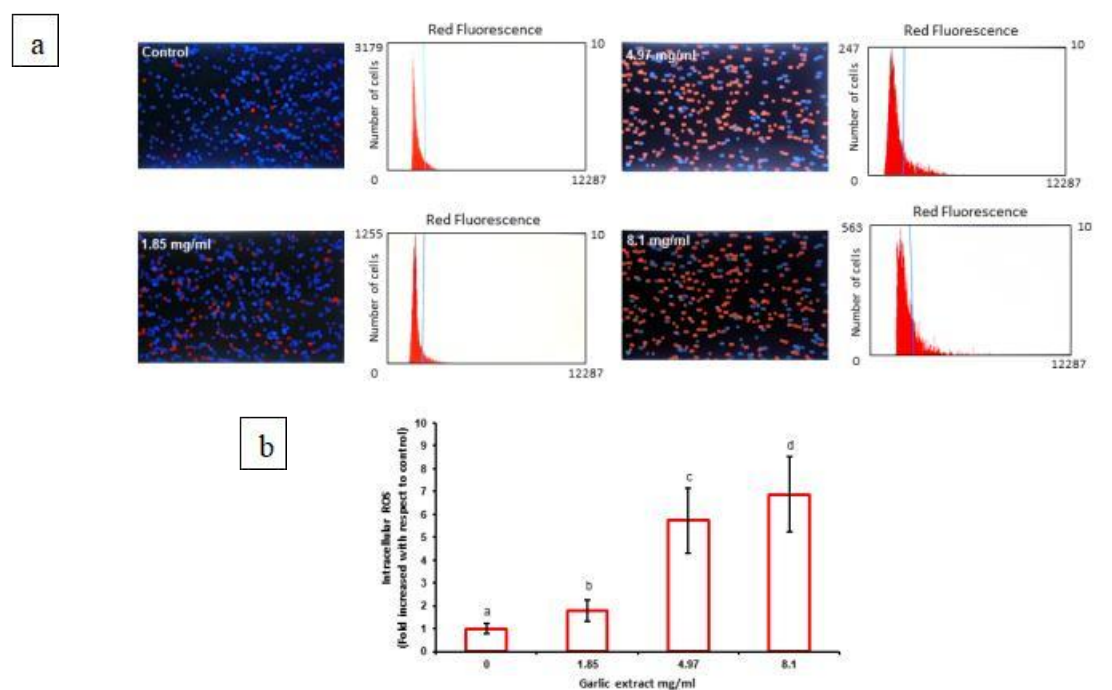 a
Control
Red Fluorescence
3179
10
Number of cells
0
12287
4.97 mg/ml
Red Fluorescence
247
10
Number of cells
0
12287
1.85 mg/ml
Red Fluorescence
1255
10
Number of cells
0
12287
8.1 mg/ml
Red Fluorescence
563
10
Number of cells
0
12287
b
Intracellular ROS
(Fold increased with respect to control)
10
9
8
7
6
5
4
3
2
1
0
a
b
c
d
0 1.85 4.97 8.1
Garlic extract mg/ml